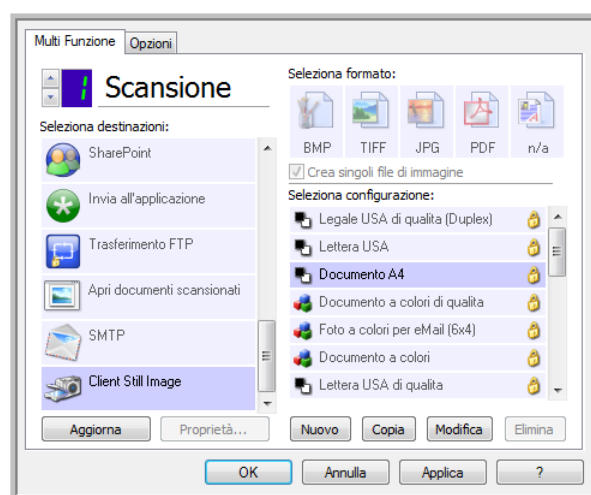 Multi Funzione
Opzioni
1
Scansione
Seleziona destinazioni:
SharePoint
Invia all'applicazione
Trasferimento FTP
Apri documenti scansionati
SMTP
Client Still Image
Aggiorna
Proprietà...
Seleziona formato:
BMP
TIFF
JPG
PDF
n/a
Crea singoli file di immagine
Seleziona configurazione:
Legale USA di qualita (Duplex)
Lettera USA
Documento A4
Documento a colori di qualita
Foto a colori per eMail (6x4)
Documento a colori
Lettera USA di qualita
Nuovo
Copia
Modifica
Elimina
OK
Annulla
Applica
?